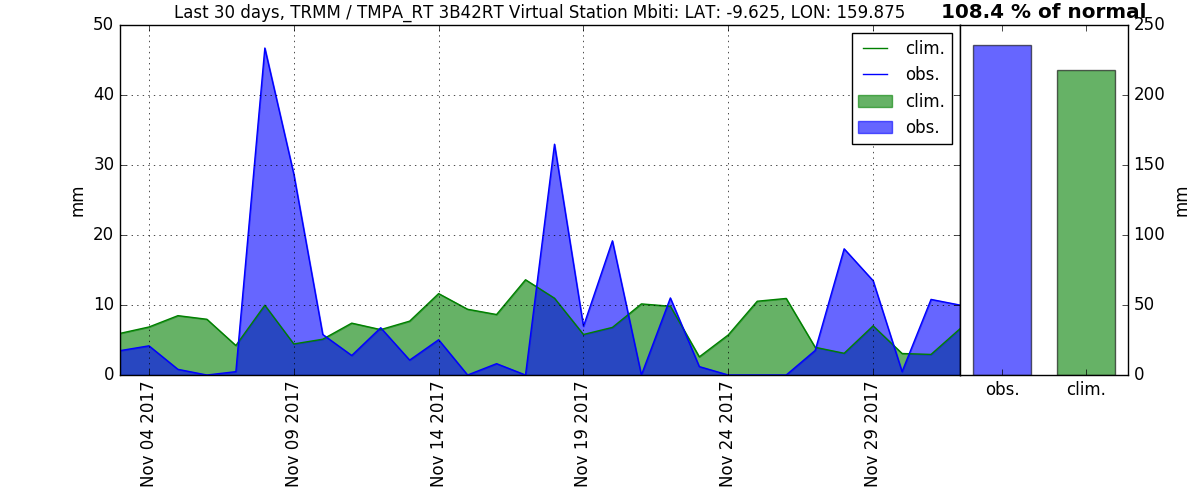 Last 30 days, TRMM / TMPA_RT 3B42RT Virtual Station Mbiti: LAT: -9.625, LON: 159.875
108.4 % of normal
50
40
30
20
10
0
mm
clim.
obs.
clim.
obs.
250
200
150
100
50
0
mm
obs.
clim.
Nov 04 2017
Nov 09 2017
Nov 14 2017
Nov 19 2017
Nov 24 2017
Nov 29 2017